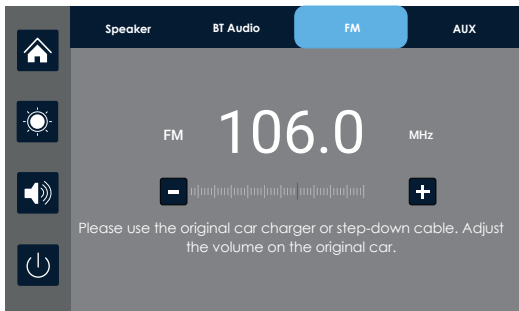 Speaker BT Audio FM AUX
FM 106.0 MHz
- +
Please use the original car charger or step-down cable. Adjust
the volume on the original car.